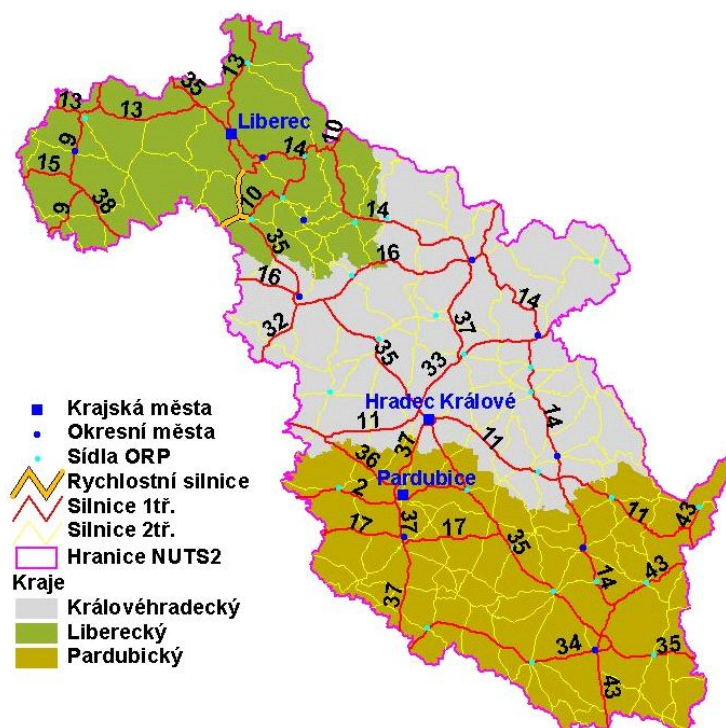 13
35
13
13
Liberec
10
9
14
15
38
9
10
14
35
16
16
14
32
37
35
33
Hradec Králové
11
14
37
11
36
Pardubice
2
11
43
17
37
17
35
14
43
37
34
35
43
Krajská města
Okresní města
Sídla ORP
Rychlostní silnice
Silnice 1tř.
Silnice 2tř.
Hranice NUTS2
Kraje
Královéhradecký
Liberecký
Pardubický